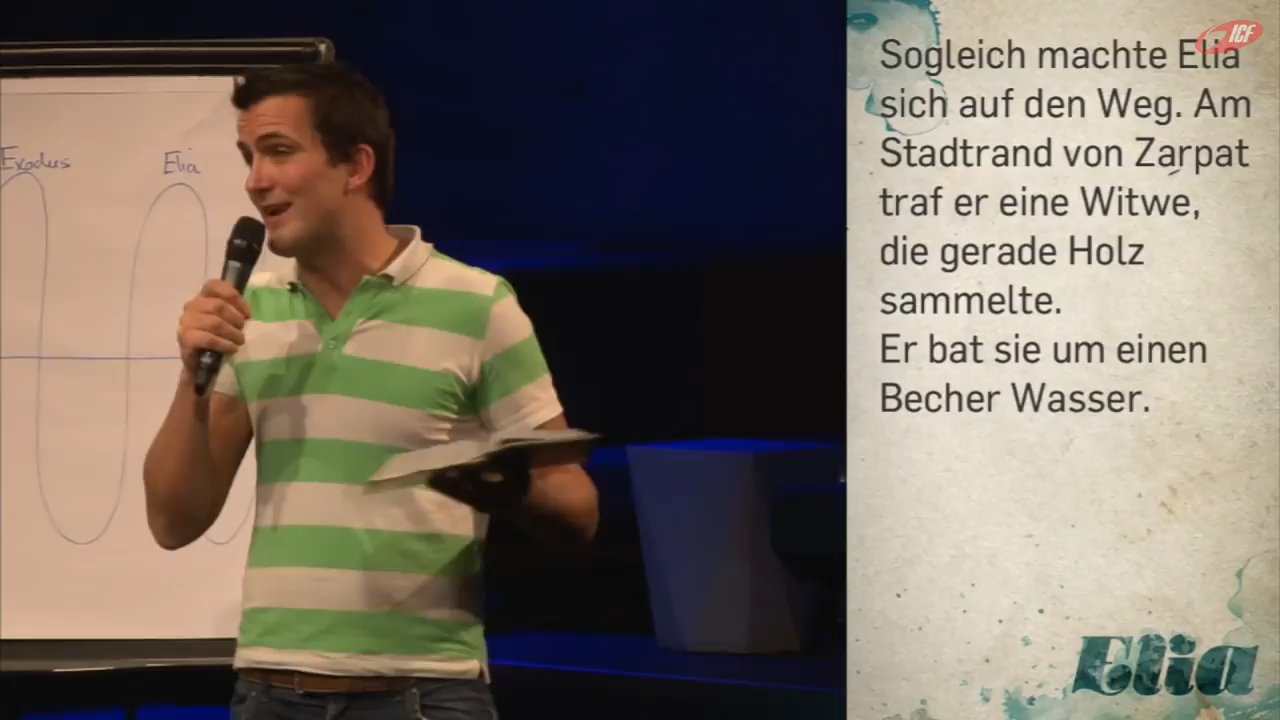 Exodus
Elia
ICF
Sogleich machte Elia
sich auf den Weg. Am
Stadtrand von Zarpat
traf er eine Witwe,
die gerade Holz
sammelte.
Er bat sie um einen
Becher Wasser.
Elia